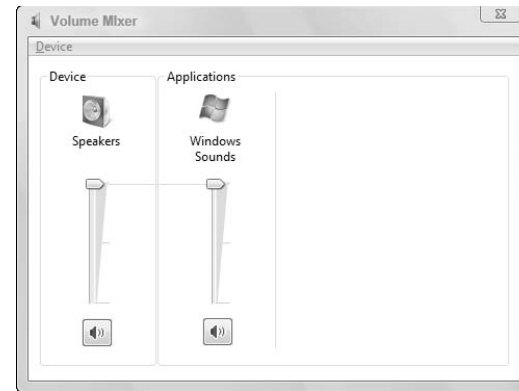 Volume MIxer
Device
Device
Applications
Speakers
Windows
Sounds